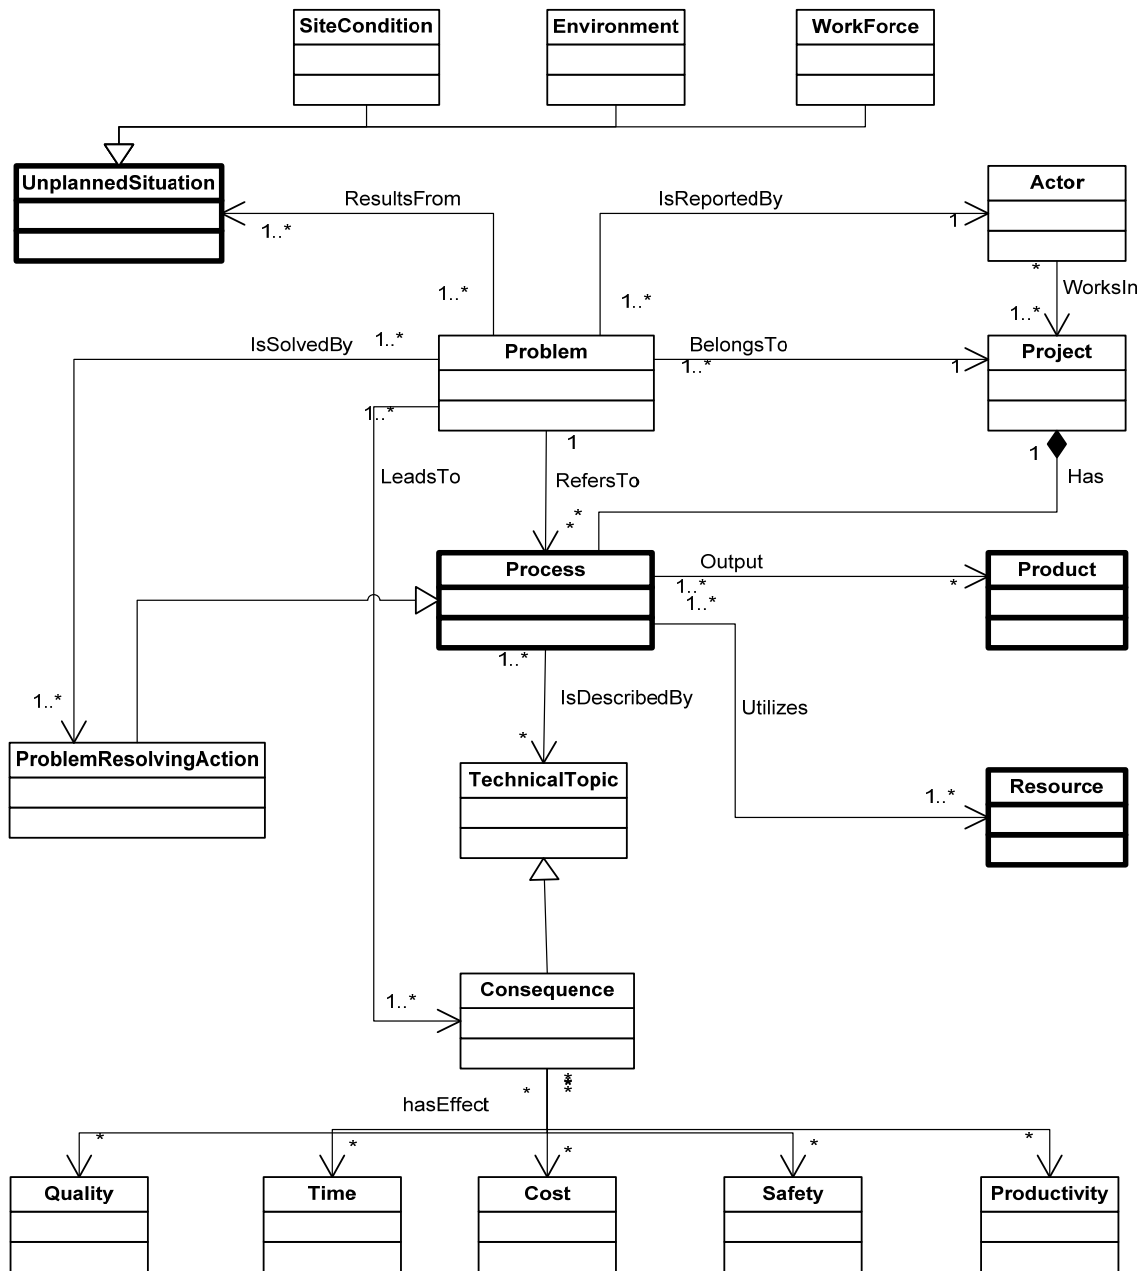 SiteCondition
Environment
WorkForce
UnplannedSituation
ResultsFrom
1..*
1..*
IsReportedBy
1
1..*
Actor
*
WorksIn
1..*
IsSolvedBy
1..*
Problem
BelongsTo
1..*
1
Project
1..*
LeadsTo
1
RefersTo
*
*
1
Has
Process
Output
1..*
*
1..*
Product
1..*
IsDescribedBy
Utilizes
1..*
*
ProblemResolvingAction
TechnicalTopic
1..*
Resource
Consequence
1..*
hasEffect
*
*
*
*
*
*
*
*
*
Quality
Time
Cost
Safety
Productivity